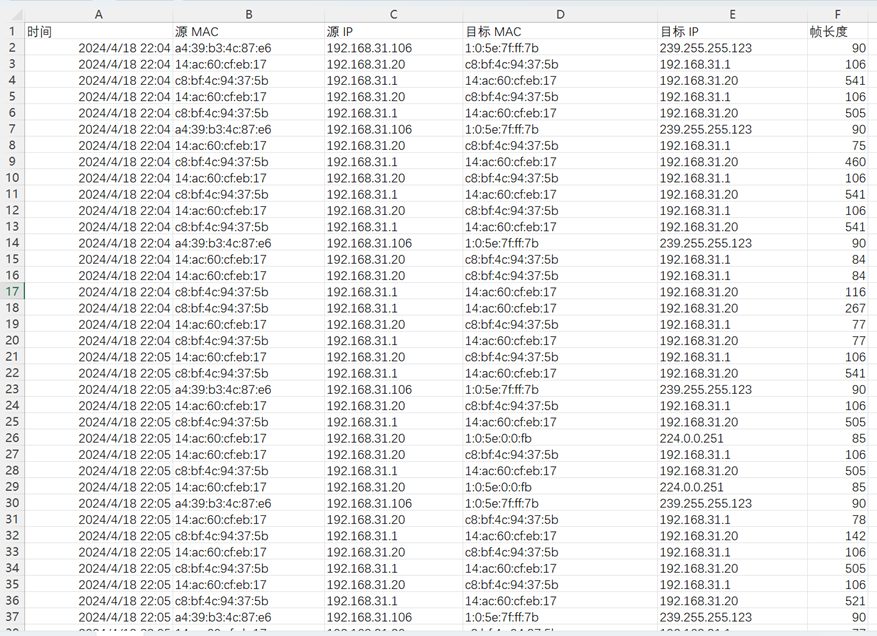 A B C D E F
1 时间 源 MAC 源 IP 目标 MAC 目标 IP 帧长度
2 2024/4/18 22:04 a4:39:b3:4c:87:e6 192.168.31.106 1:0:5e:7f:ff:7b 239.255.255.123 90
3 2024/4/18 22:04 14:ac:60:cf:eb:17 192.168.31.20 c8:bf:4c:94:37:5b 192.168.31.1 106
4 2024/4/18 22:04 c8:bf:4c:94:37:5b 192.168.31.1 14:ac:60:cf:eb:17 192.168.31.20 541
5 2024/4/18 22:04 14:ac:60:cf:eb:17 192.168.31.20 c8:bf:4c:94:37:5b 192.168.31.1 106
6 2024/4/18 22:04 c8:bf:4c:94:37:5b 192.168.31.1 14:ac:60:cf:eb:17 192.168.31.20 505
7 2024/4/18 22:04 a4:39:b3:4c:87:e6 192.168.31.106 1:0:5e:7f:ff:7b 239.255.255.123 90
8 2024/4/18 22:04 14:ac:60:cf:eb:17 192.168.31.20 c8:bf:4c:94:37:5b 192.168.31.1 75
9 2024/4/18 22:04 c8:bf:4c:94:37:5b 192.168.31.1 14:ac:60:cf:eb:17 192.168.31.20 460
10 2024/4/18 22:04 14:ac:60:cf:eb:17 192.168.31.20 c8:bf:4c:94:37:5b 192.168.31.1 106
11 2024/4/18 22:04 c8:bf:4c:94:37:5b 192.168.31.1 14:ac:60:cf:eb:17 192.168.31.20 541
12 2024/4/18 22:04 14:ac:60:cf:eb:17 192.168.31.20 c8:bf:4c:94:37:5b 192.168.31.1 106
13 2024/4/18 22:04 c8:bf:4c:94:37:5b 192.168.31.1 14:ac:60:cf:eb:17 192.168.31.20 541
14 2024/4/18 22:04 a4:39:b3:4c:87:e6 192.168.31.106 1:0:5e:7f:ff:7b 239.255.255.123 90
15 2024/4/18 22:04 14:ac:60:cf:eb:17 192.168.31.20 c8:bf:4c:94:37:5b 192.168.31.1 84
16 2024/4/18 22:04 14:ac:60:cf:eb:17 192.168.31.20 c8:bf:4c:94:37:5b 192.168.31.1 84
17 2024/4/18 22:04 c8:bf:4c:94:37:5b 192.168.31.1 14:ac:60:cf:eb:17 192.168.31.20 116
18 2024/4/18 22:04 c8:bf:4c:94:37:5b 192.168.31.1 14:ac:60:cf:eb:17 192.168.31.20 267
19 2024/4/18 22:04 14:ac:60:cf:eb:17 192.168.31.20 c8:bf:4c:94:37:5b 192.168.31.1 77
20 2024/4/18 22:04 c8:bf:4c:94:37:5b 192.168.31.1 14:ac:60:cf:eb:17 192.168.31.20 77
21 2024/4/18 22:05 14:ac:60:cf:eb:17 192.168.31.20 c8:bf:4c:94:37:5b 192.168.31.1 106
22 2024/4/18 22:05 c8:bf:4c:94:37:5b 192.168.31.1 14:ac:60:cf:eb:17 192.168.31.20 541
23 2024/4/18 22:05 a4:39:b3:4c:87:e6 192.168.31.106 1:0:5e:7f:ff:7b 239.255.255.123 90
24 2024/4/18 22:05 14:ac:60:cf:eb:17 192.168.31.20 c8:bf:4c:94:37:5b 192.168.31.1 106
25 2024/4/18 22:05 c8:bf:4c:94:37:5b 192.168.31.1 14:ac:60:cf:eb:17 192.168.31.20 505
26 2024/4/18 22:05 14:ac:60:cf:eb:17 192.168.31.20 1:0:5e:0:0:fb 224.0.0.251 85
27 2024/4/18 22:05 14:ac:60:cf:eb:17 192.168.31.20 c8:bf:4c:94:37:5b 192.168.31.1 106
28 2024/4/18 22:05 c8:bf:4c:94:37:5b 192.168.31.1 14:ac:60:cf:eb:17 192.168.31.20 505
29 2024/4/18 22:05 14:ac:60:cf:eb:17 192.168.31.20 1:0:5e:0:0:fb 224.0.0.251 85
30 2024/4/18 22:05 a4:39:b3:4c:87:e6 192.168.31.106 1:0:5e:7f:ff:7b 239.255.255.123 90
31 2024/4/18 22:05 14:ac:60:cf:eb:17 192.168.31.20 c8:bf:4c:94:37:5b 192.168.31.1 78
32 2024/4/18 22:05 c8:bf:4c:94:37:5b 192.168.31.1 14:ac:60:cf:eb:17 192.168.31.20 142
33 2024/4/18 22:05 14:ac:60:cf:eb:17 192.168.31.20 c8:bf:4c:94:37:5b 192.168.31.1 106
34 2024/4/18 22:05 c8:bf:4c:94:37:5b 192.168.31.1 14:ac:60:cf:eb:17 192.168.31.20 505
35 2024/4/18 22:05 14:ac:60:cf:eb:17 192.168.31.20 c8:bf:4c:94:37:5b 192.168.31.1 106
36 2024/4/18 22:05 c8:bf:4c:94:37:5b 192.168.31.1 14:ac:60:cf:eb:17 192.168.31.20 521
37 2024/4/18 22:05 a4:39:b3:4c:87:e6 192.168.31.106 1:0:5e:7f:ff:7b 239.255.255.123 90